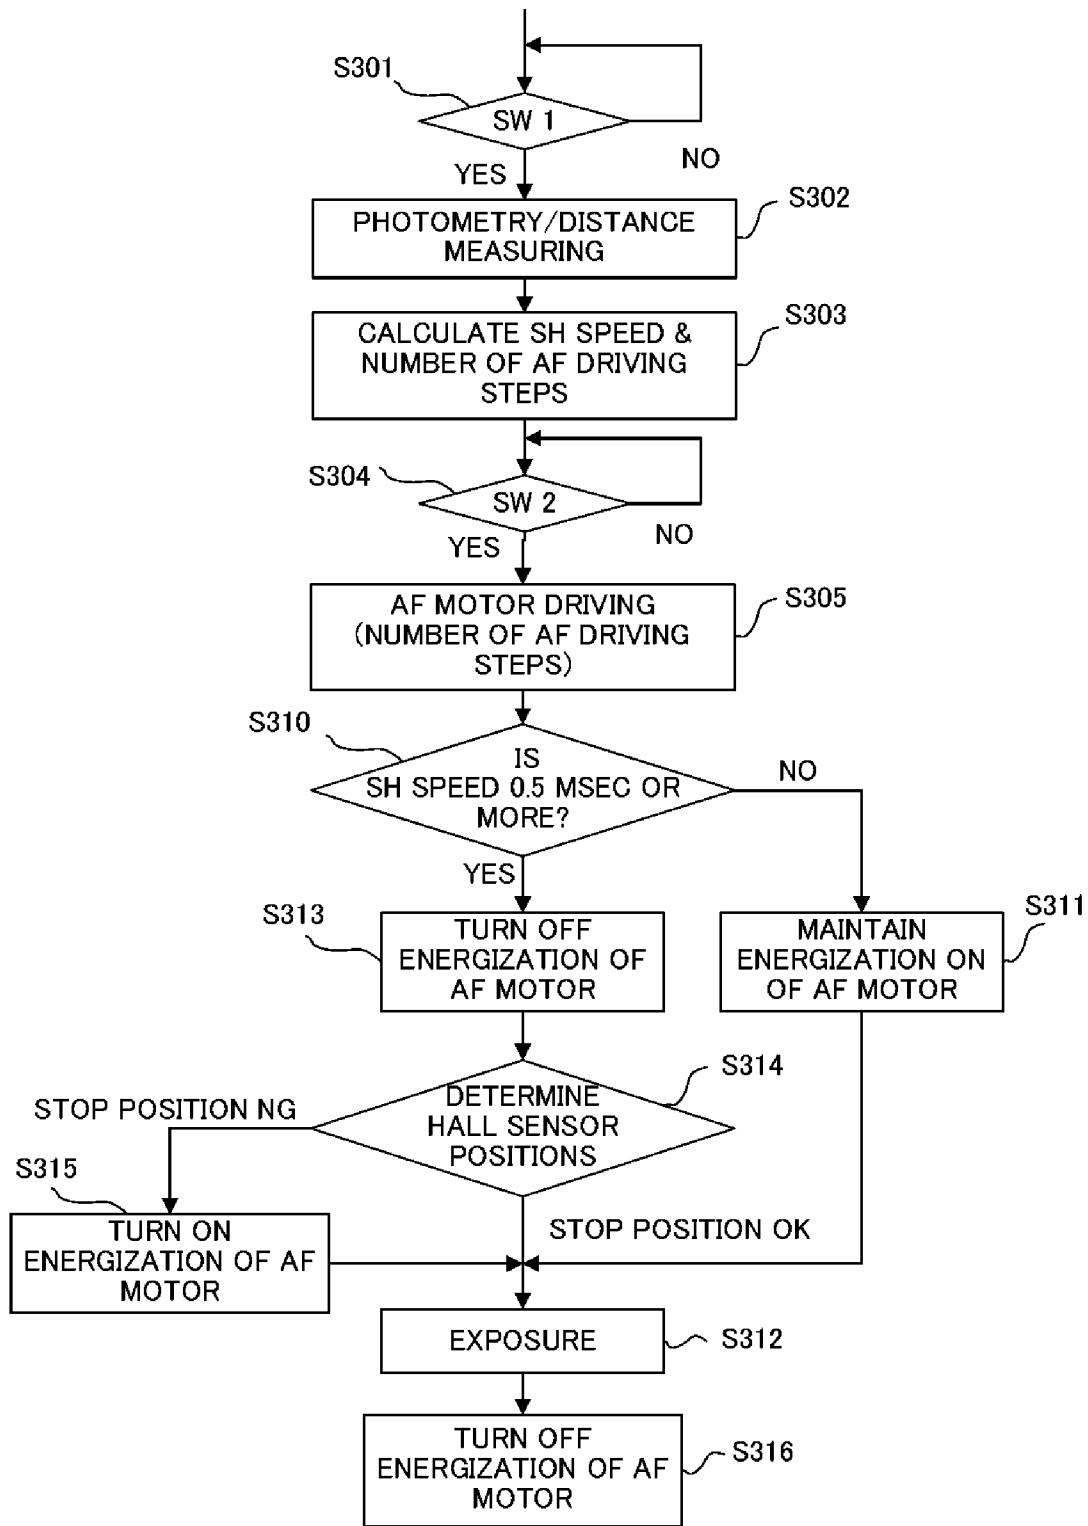 S301
SW 1
NO
YES
S302
PHOTOMETRY/DISTANCE
MEASURING
S303
CALCULATE SH SPEED &
NUMBER OF AF DRIVING
STEPS
S304
SW 2
NO
YES
S305
AF MOTOR DRIVING
(NUMBER OF AF DRIVING
STEPS)
S310
IS
SH SPEED 0.5 MSEC OR
MORE?
NO
YES
S313
TURN OFF
ENERGIZATION OF
AF MOTOR
S311
MAINTAIN
ENERGIZATION ON
OF AF MOTOR
S314
DETERMINE
HALL SENSOR
POSITIONS
STOP POSITION NG
S315
TURN ON
ENERGIZATION OF AF
MOTOR
STOP POSITION OK
EXPOSURE
S312
TURN OFF
ENERGIZATION OF AF
MOTOR
S316